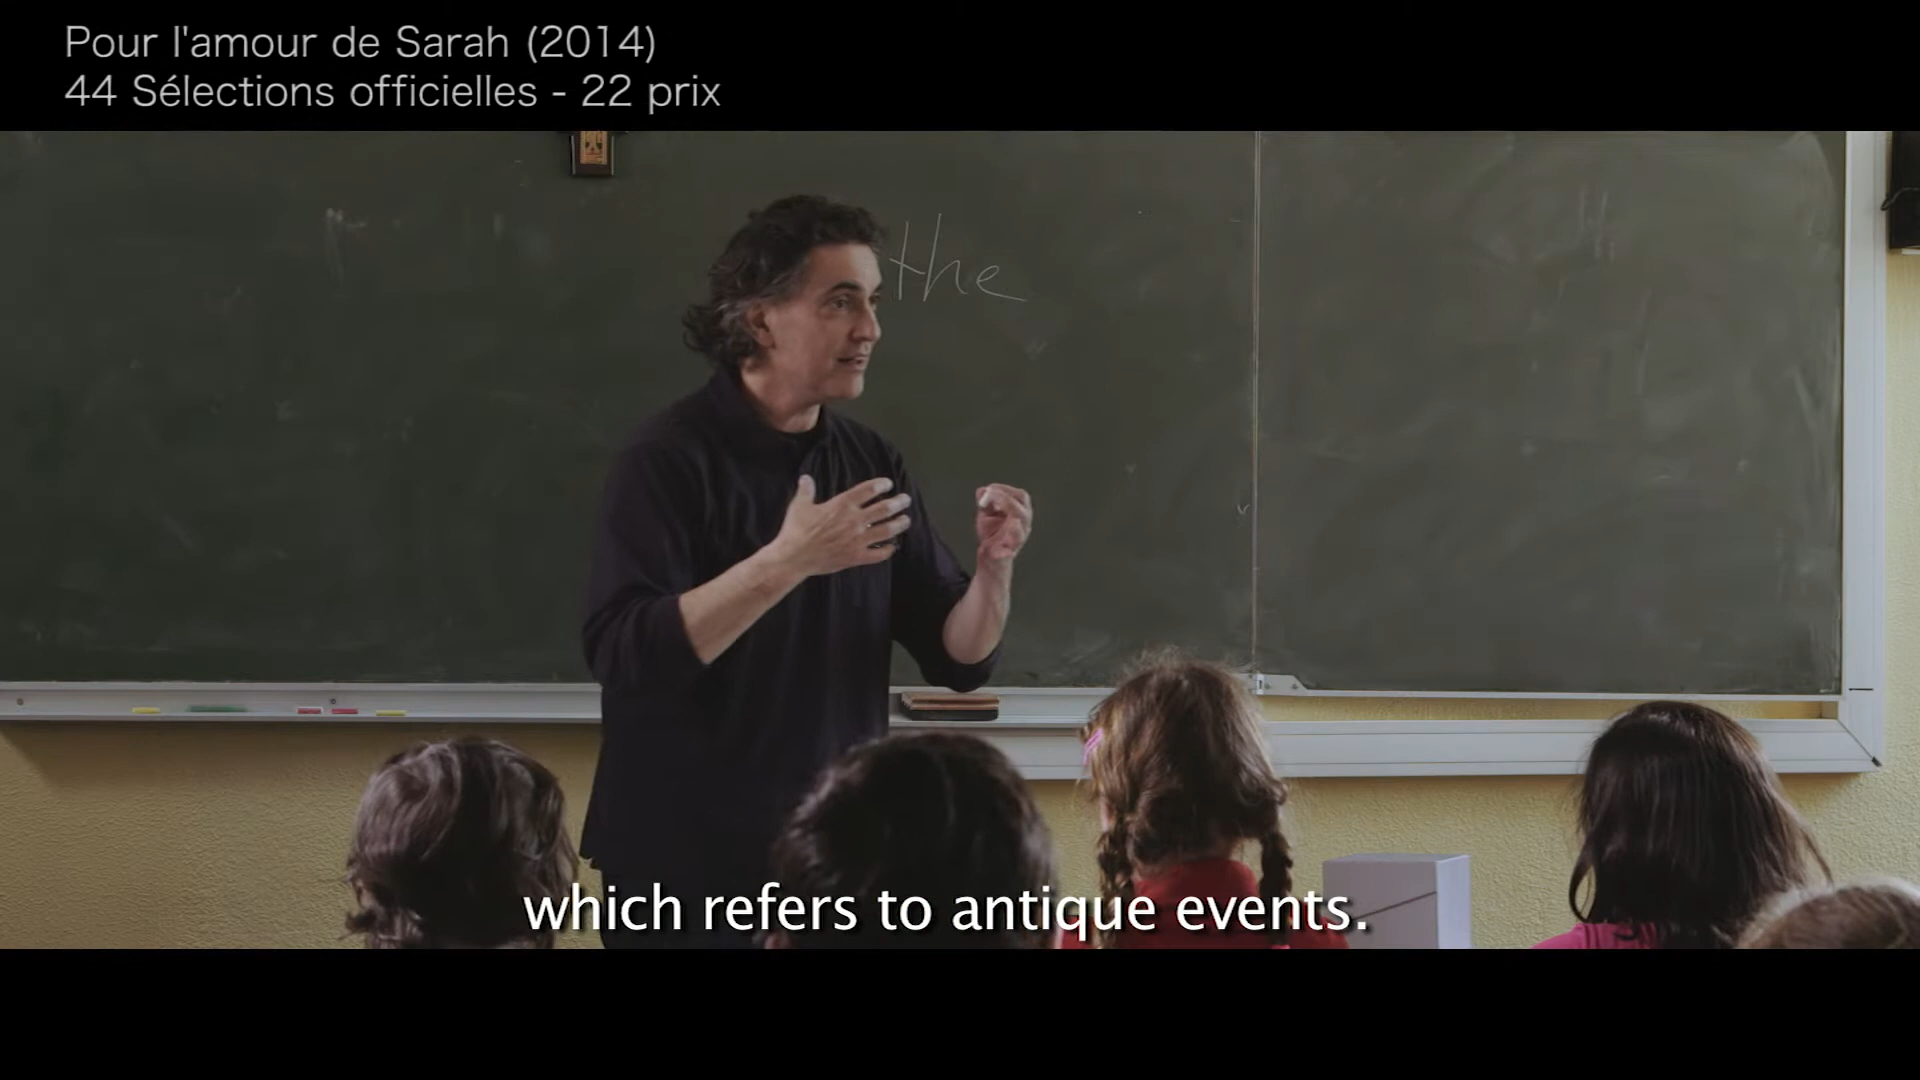 Pour l'amour de Sarah (2014)
44 Sélections officielles - 22 prix
the
which refers to antique events.